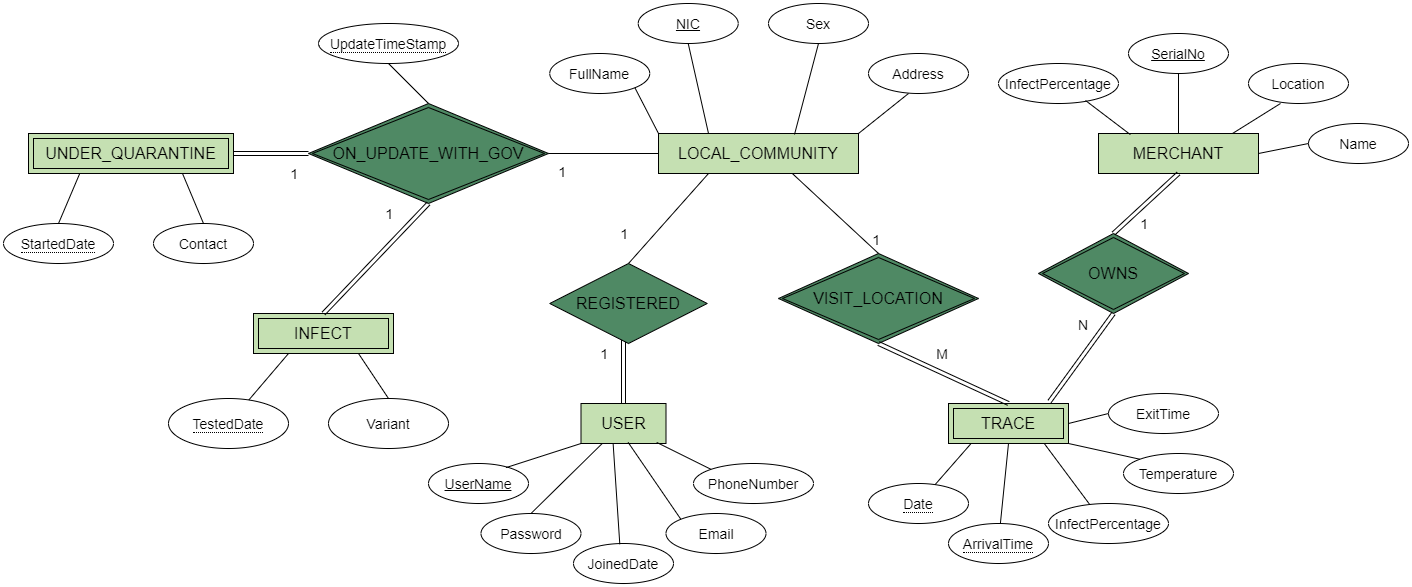 NIC
Sex
UpdateTimeStamp
SerialNo
FullName
Address
InfectPercentage
Location
Name
UNDER_QUARANTINE
ON_UPDATE_WITH_GOV
LOCAL_COMMUNITY
MERCHANT
1
1
1
StartedDate
Contact
1
1
1
OWNS
VISIT_LOCATION
REGISTERED
N
INFECT
1
M
TestedDate
Variant
USER
TRACE
ExitTime
UserName
PhoneNumber
Temperature
Date
Password
Email
InfectPercentage
ArrivalTime
JoinedDate